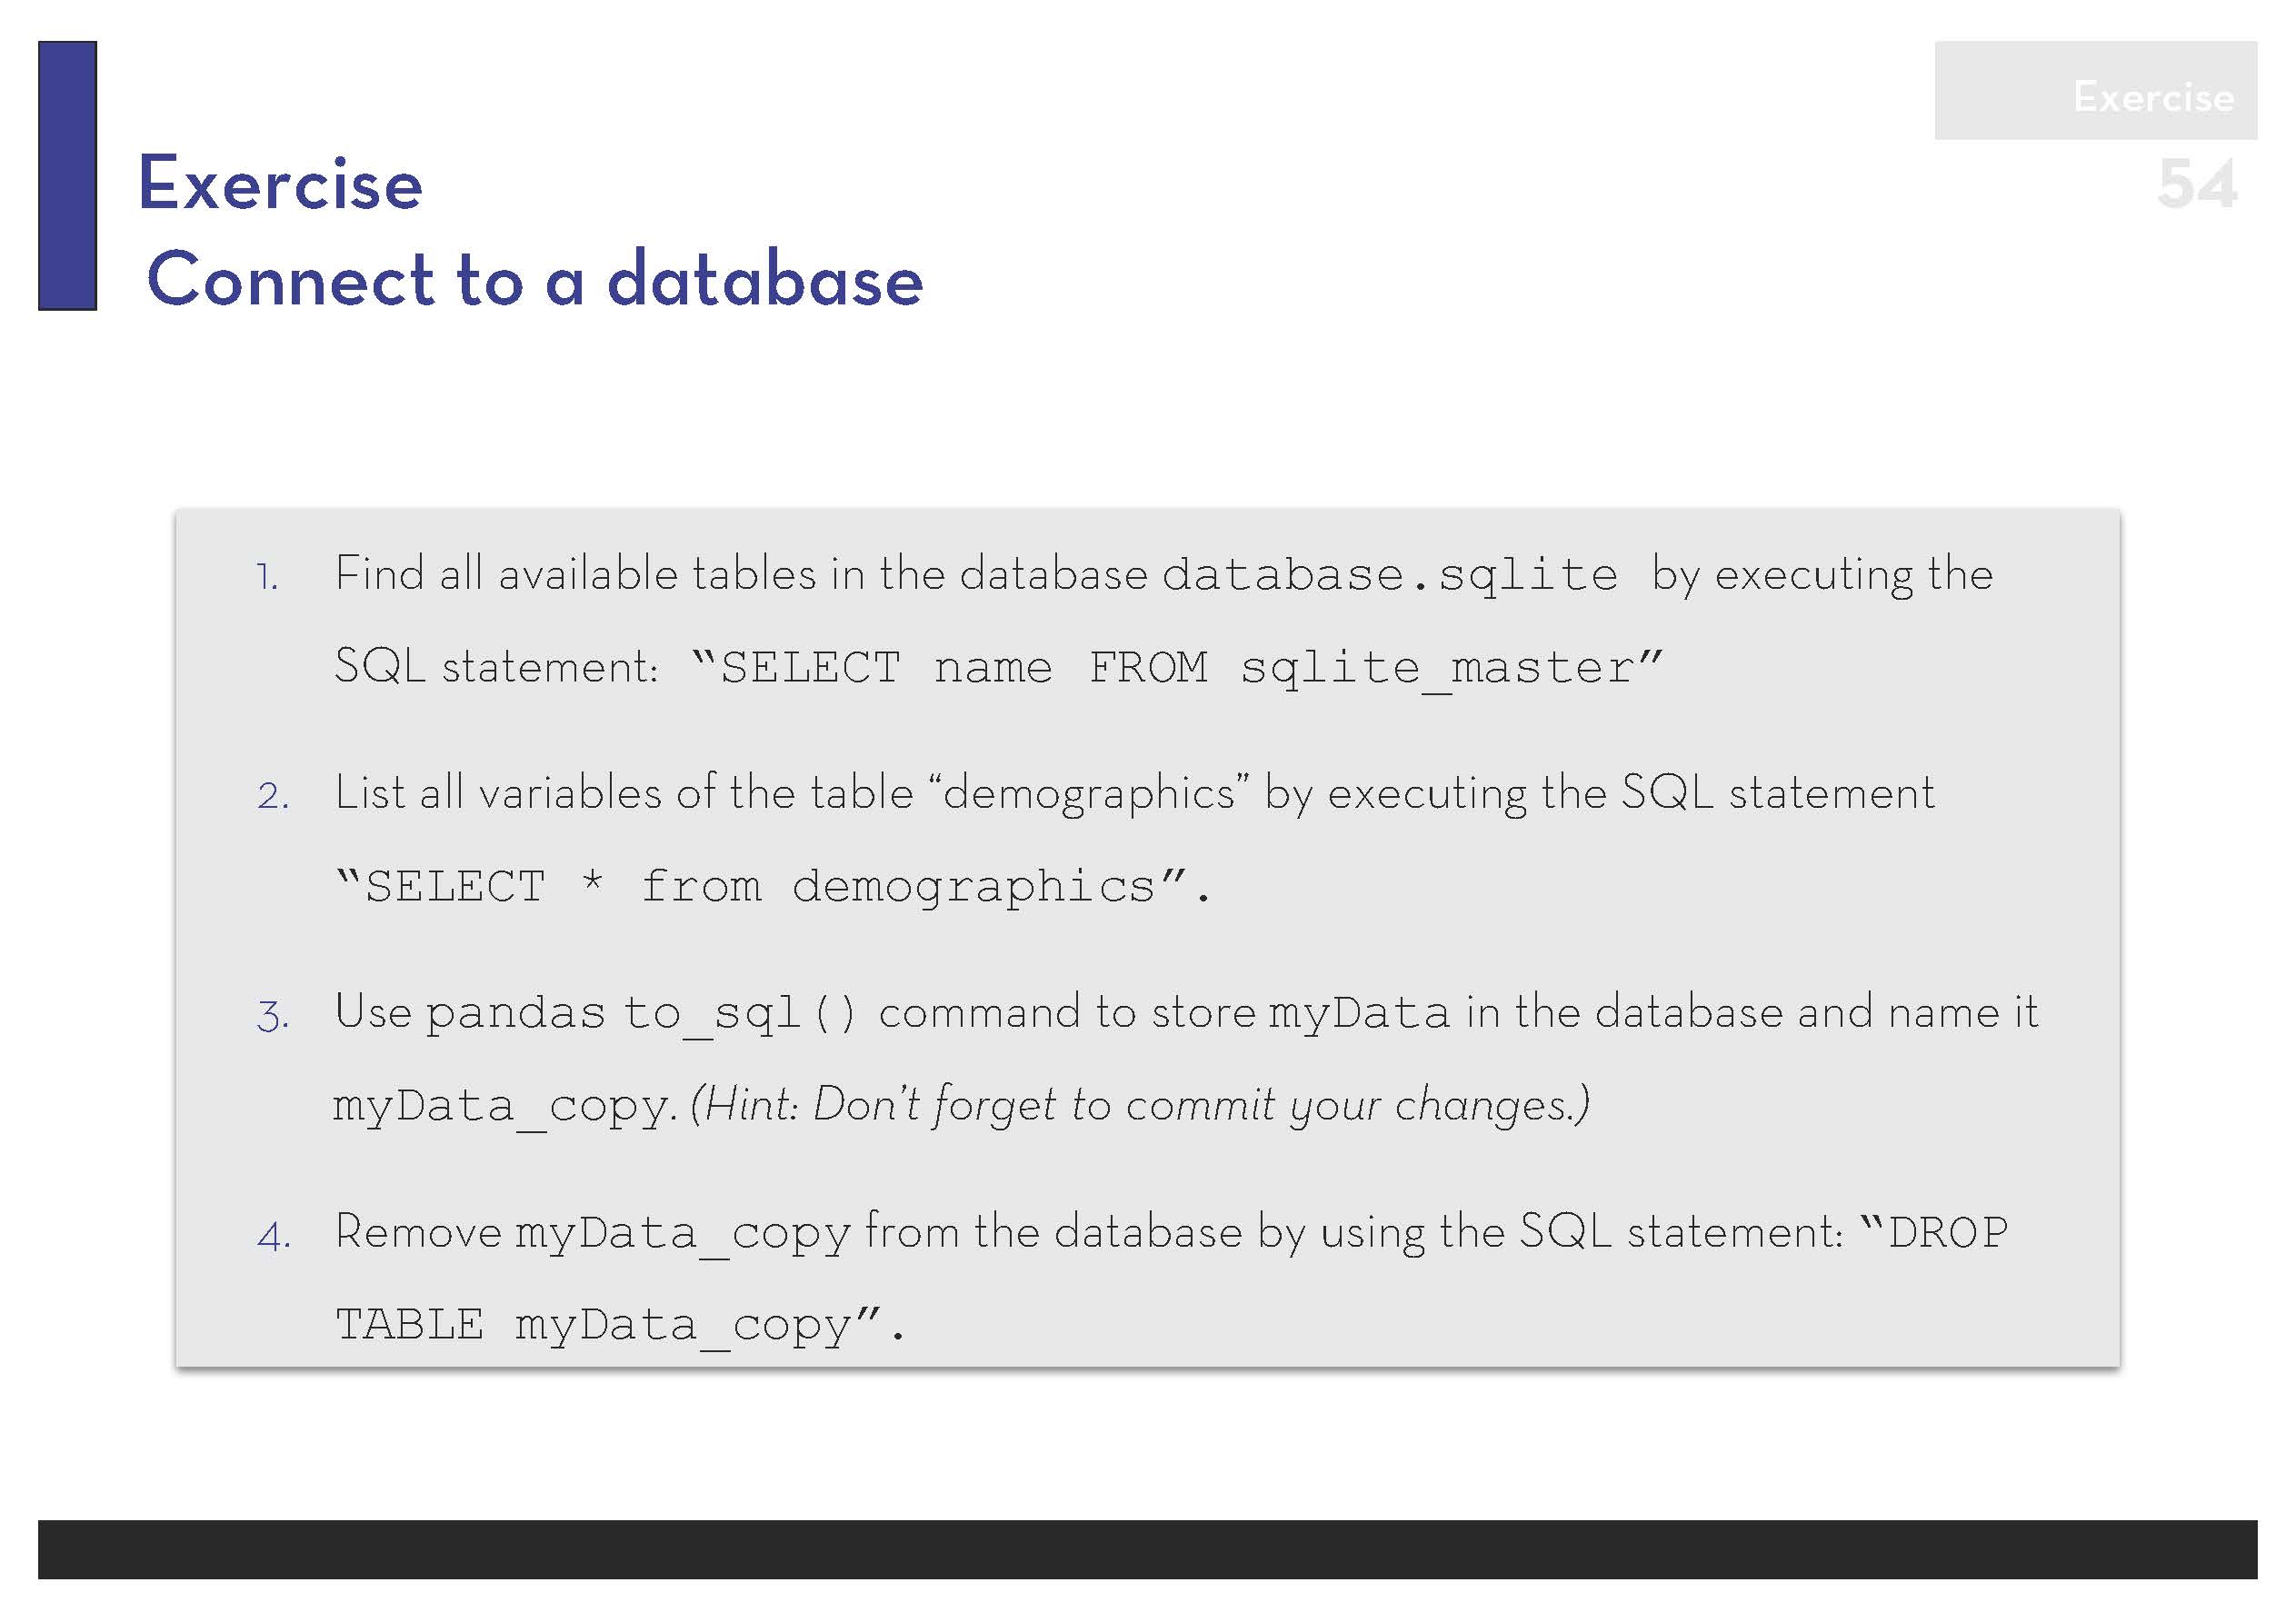 Exercise
54
Exercise
Connect to a database
1. Find all available tables in the database database.sqlite by executing the
SQL statement: “SELECT name FROM sqlite_master”
2. List all variables of the table “demographics” by executing the SQL statement
“SELECT * from demographics”.
3. Use pandas to_sql() command to store myData in the database and name it
myData_copy. (Hint: Don’t forget to commit your changes.)
4. Remove myData_copy from the database by using the SQL statement: “DROP
TABLE myData_copy”.